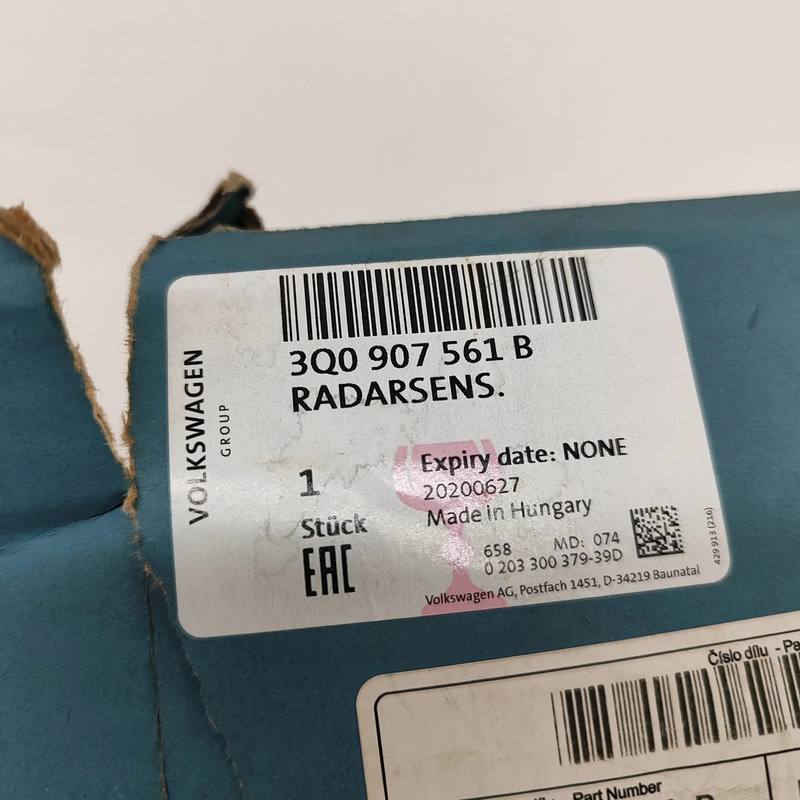 VOLKSWAGEN
GROUP
3Q0 907 561 B
RADARSENS.
1
Stück
EAC
Expiry date: NONE
20200627
Made in Hungary
658 MD: 074
0 203 300 379-39D
Volkswagen AG, Postfach 1451, D-34219 Baunatal
429 913 (216)
Číslo dílu -
Part Number